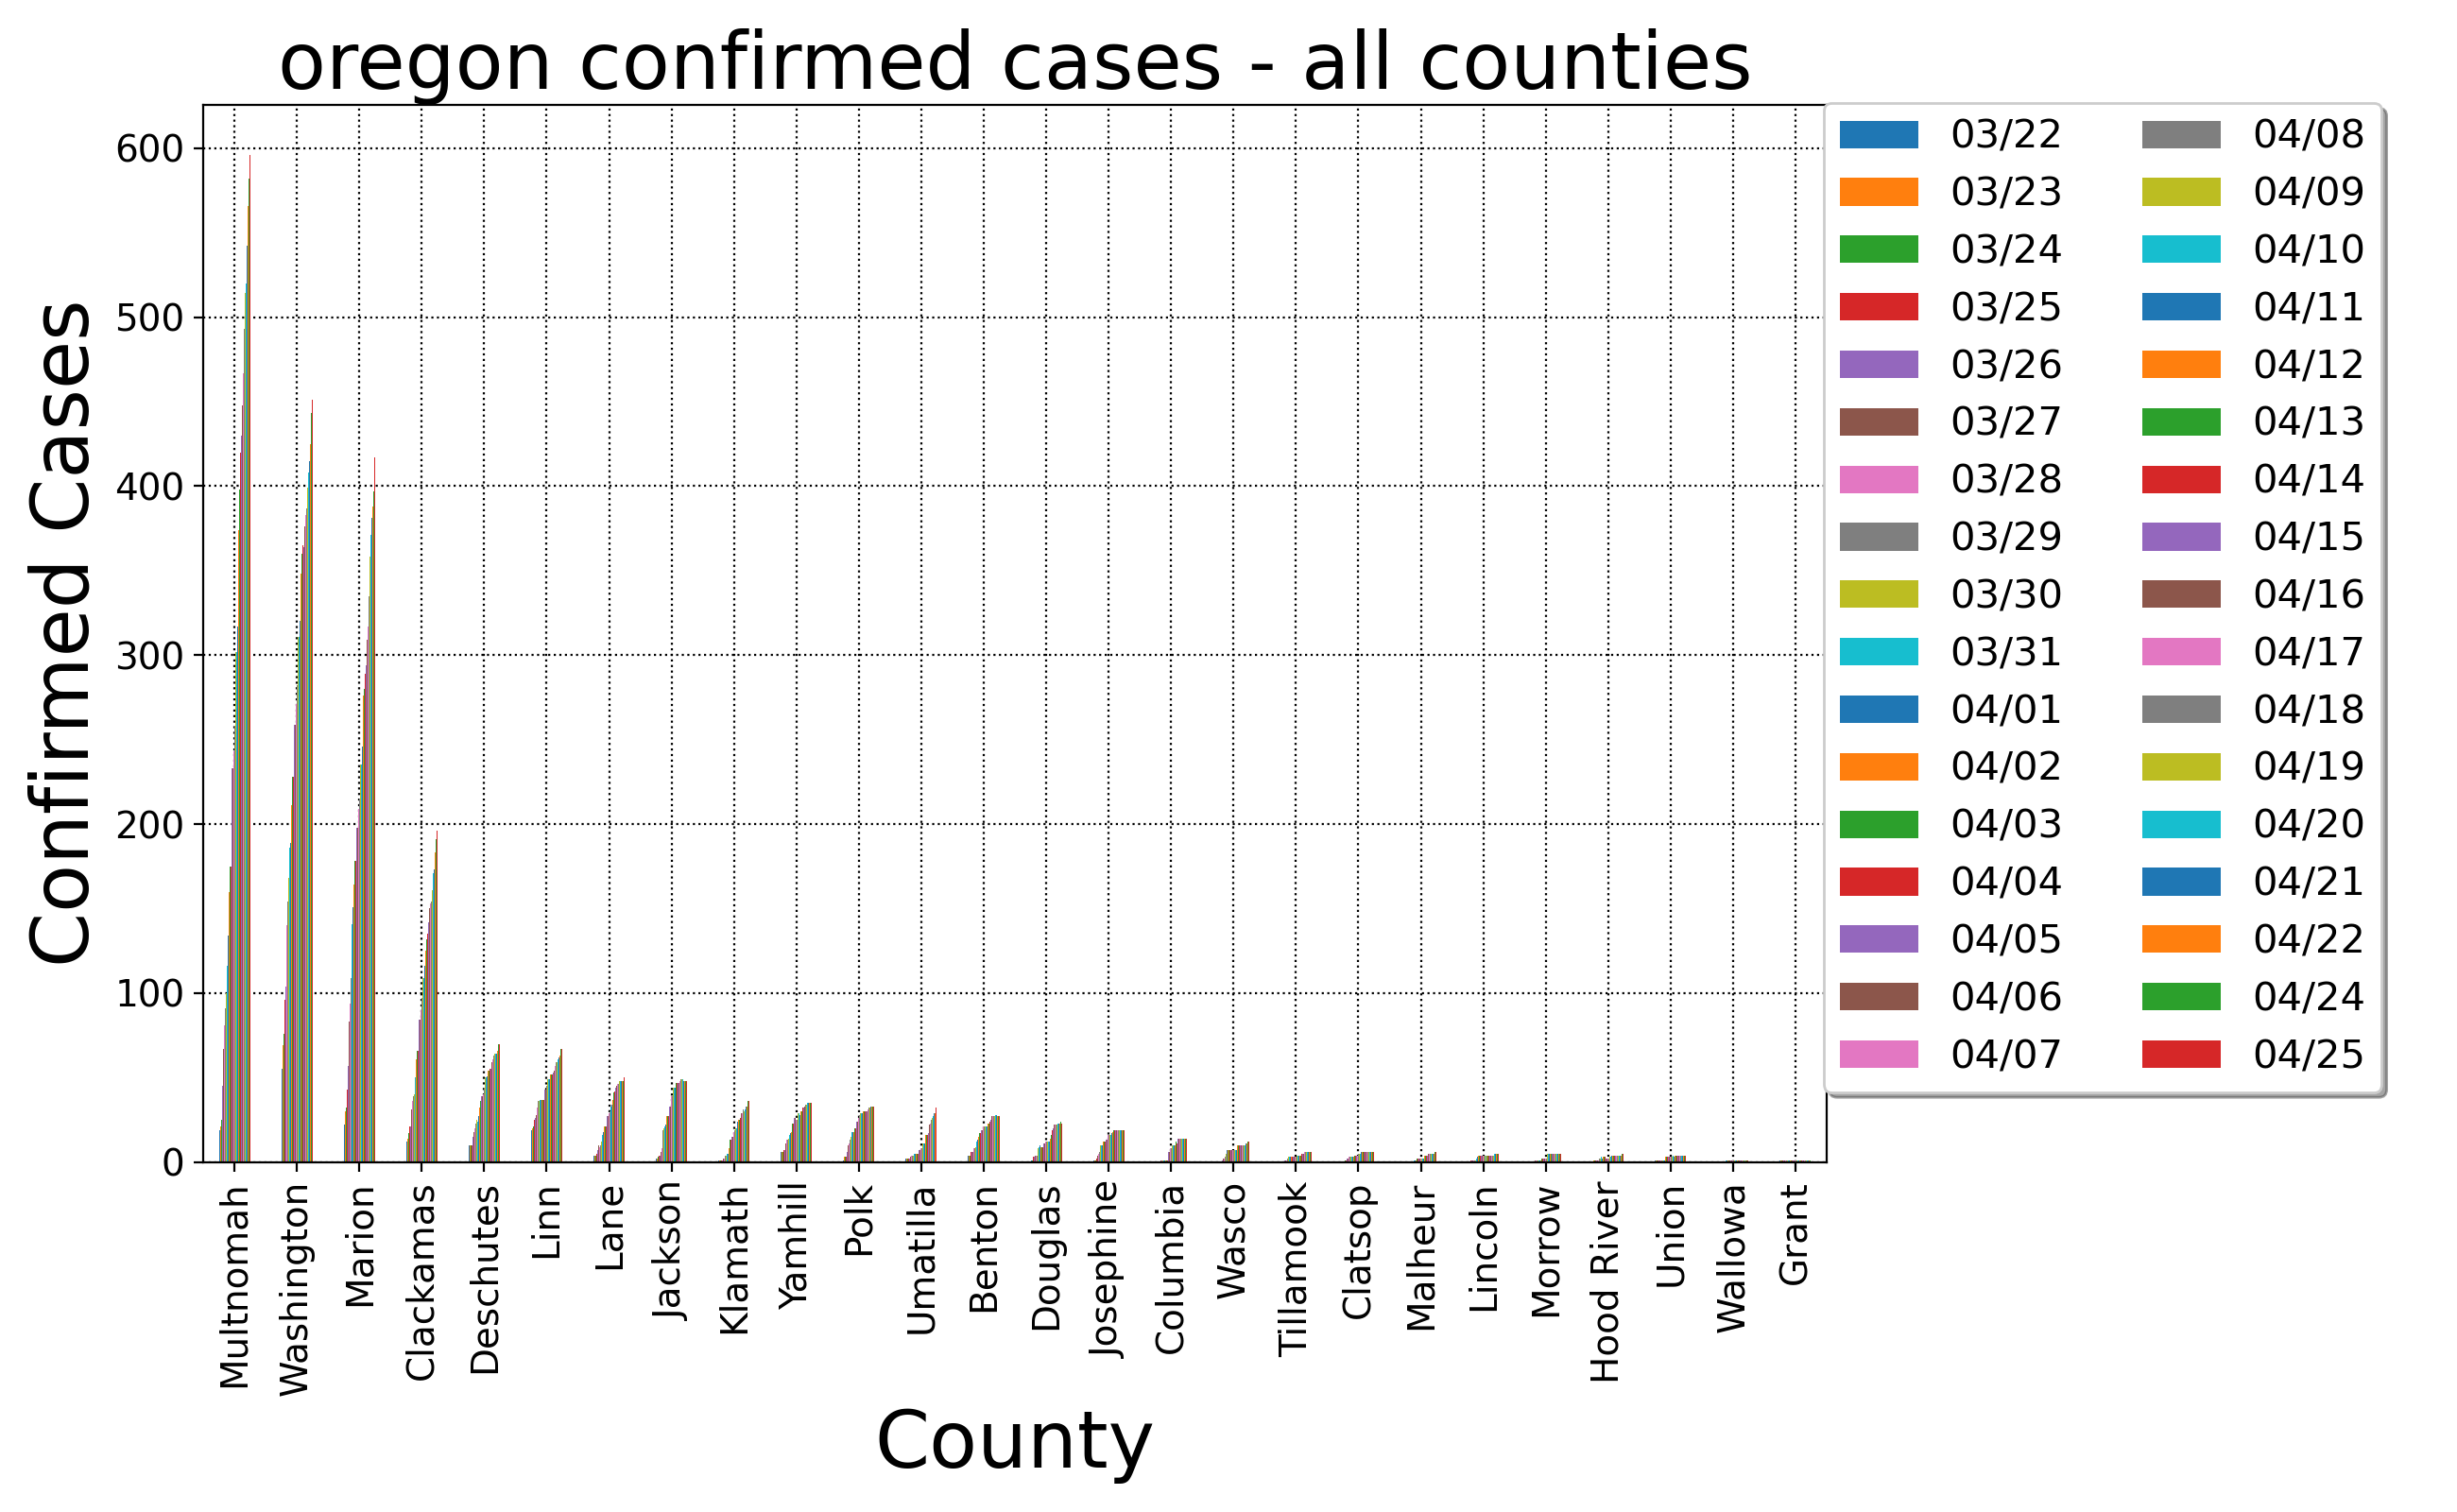 oregon confirmed cases - all counties
Confirmed Cases
600
500
400
300
200
100
0
Multnomah
Washington
Marion
Clackamas
Deschutes
Linn
Lane
Jackson
Klamath
Yamhill
Polk
Umatilla
Benton
Douglas
Josephine
Columbia
Wasco
Tillamook
Clatsop
Malheur
Lincoln
Morrow
Hood River
Union
Wallowa
Grant
County
03/22
03/23
03/24
03/25
03/26
03/27
03/28
03/29
03/30
03/31
04/01
04/02
04/03
04/04
04/05
04/06
04/07
04/08
04/09
04/10
04/11
04/12
04/13
04/14
04/15
04/16
04/17
04/18
04/19
04/20
04/21
04/22
04/24
04/25